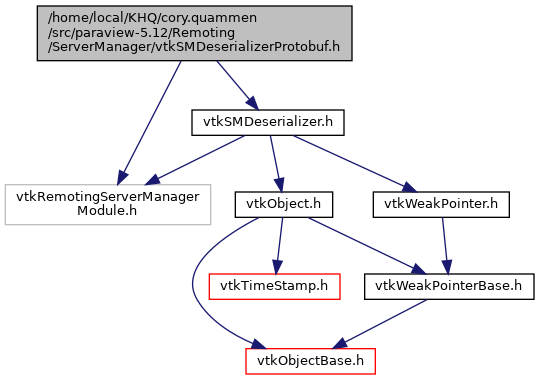 /home/local/KHQ/cory.quammen
/src/paraview-5.12/Remoting
/ServerManager/vtkSMDeserializerProtobuf.h
vtkSMDeserializer.h
vtkRemotingServerManager
Module.h
vtkObject.h
vtkWeakPointer.h
vtkTimeStamp.h
vtkWeakPointerBase.h
vtkObjectBase.h